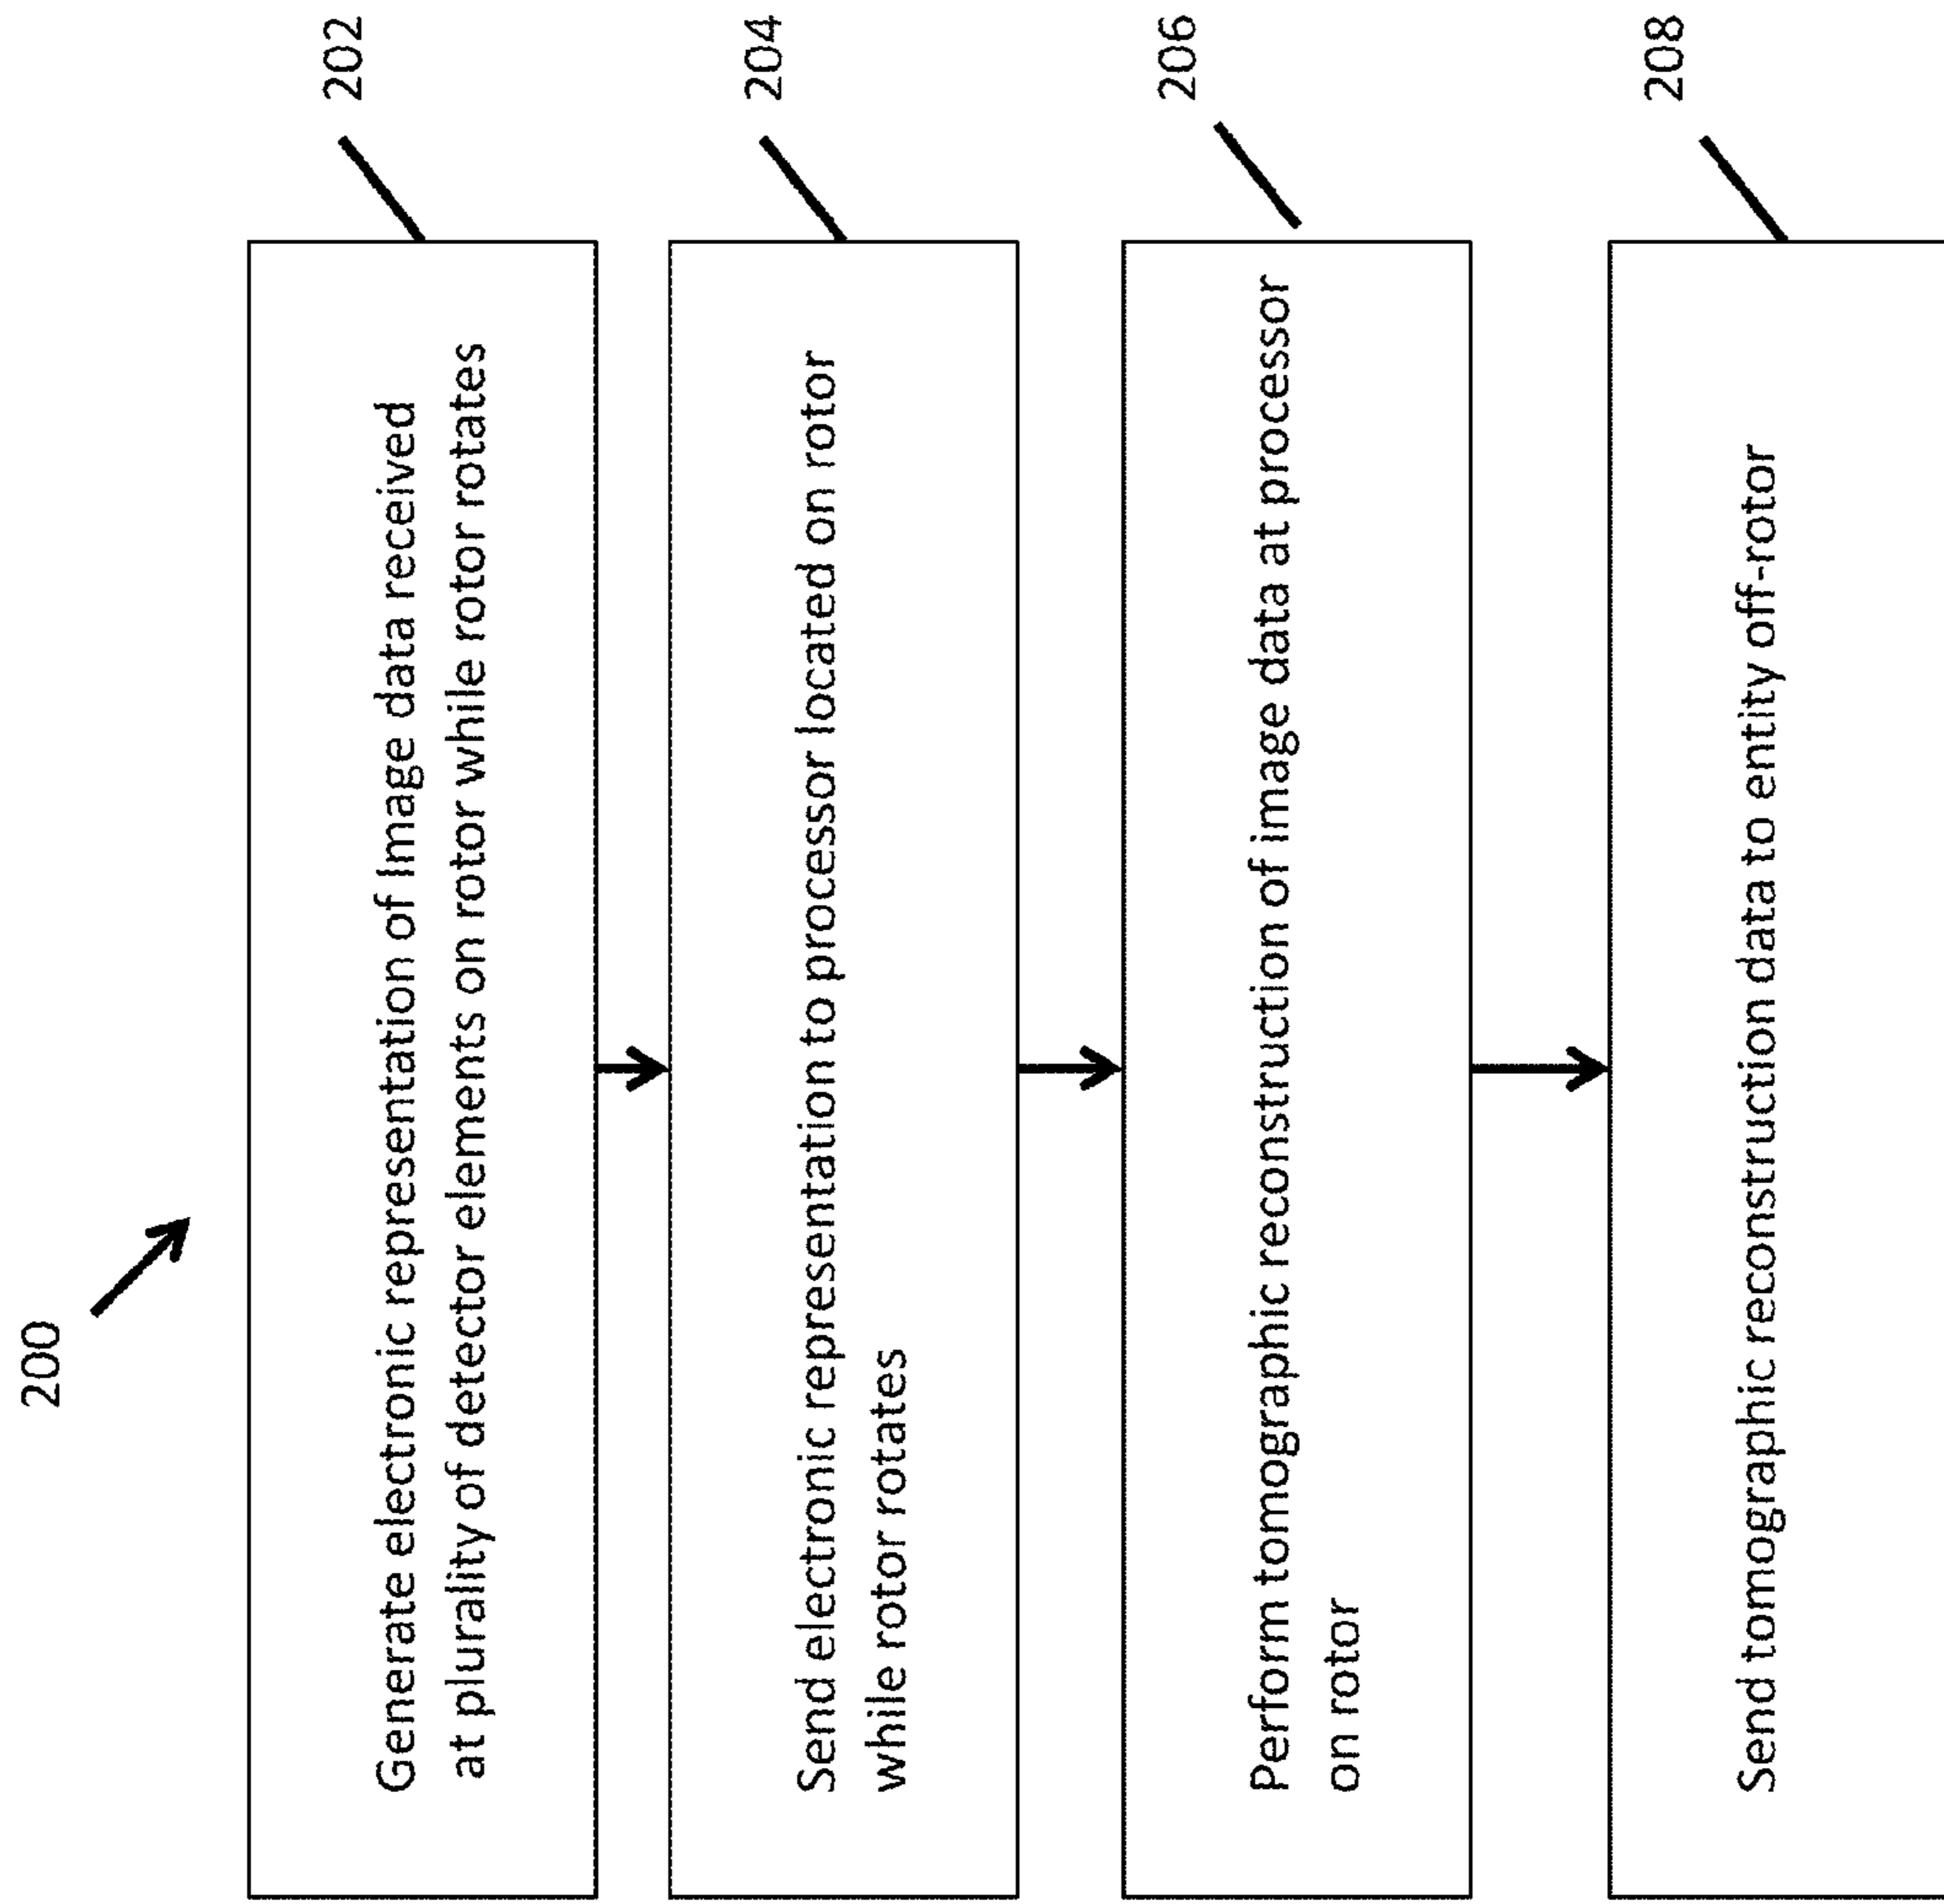 200
202
Generate electronic representation of image data received
at plurality of detector elements on rotor while rotor rotates
204
Send electronic representation to processor located on rotor
while rotor rotates
206
Perform tomographic reconstruction of image data at processor
on rotor
208
Send tomographic reconstruction data to entity off-rotor